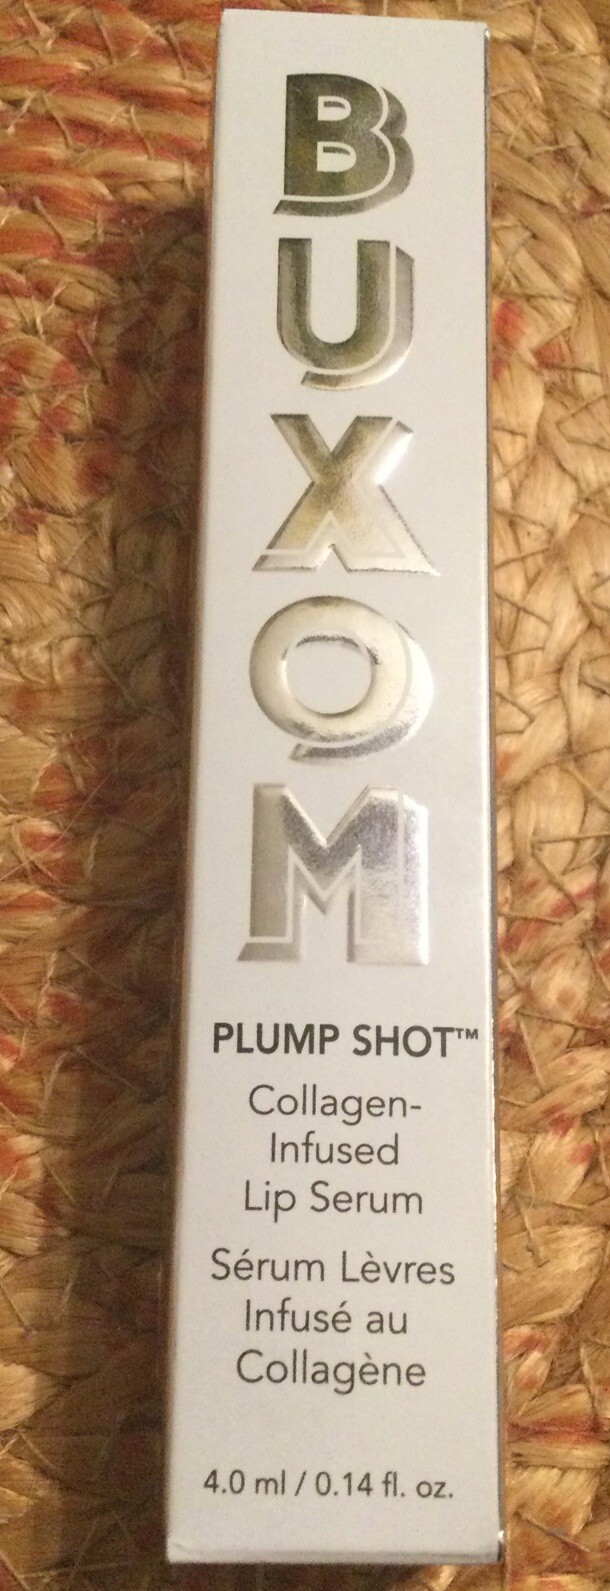 BUXOM
PLUMP SHOT™
Collagen-
Infused
Lip Serum
Sérum Lèvres
Infusé au
Collagène
4.0 ml / 0.14 fl. oz.